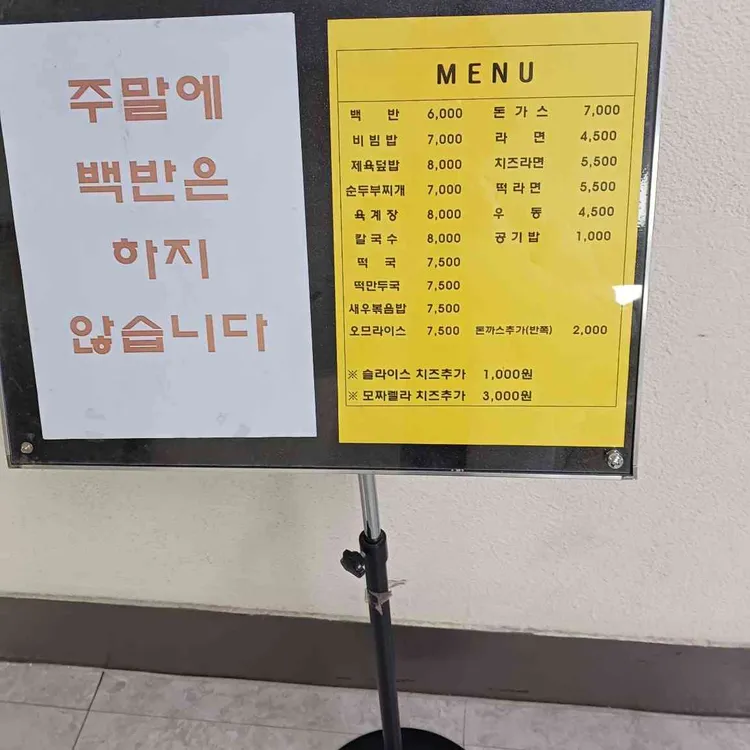 주말에
백반은
하지
않습니다
MENU
백 반 6,000 돈 가 스 7,000
비 빔 밥 7,000 라 면 4,500
제육덮밥 8,000 치즈라면 5,500
순두부찌개 7,000 떡 라 면 5,500
육 계 장 8,000 우 동 4,500
칼 국 수 8,000 공 기 밥 1,000
떡 국 7,500
떡만두국 7,500
새우볶음밥 7,500
오므라이스 7,500 돈까스추가(반쪽) 2,000
※ 슬라이스 치즈추가 1,000원
※ 모짜렐라 치즈추가 3,000원